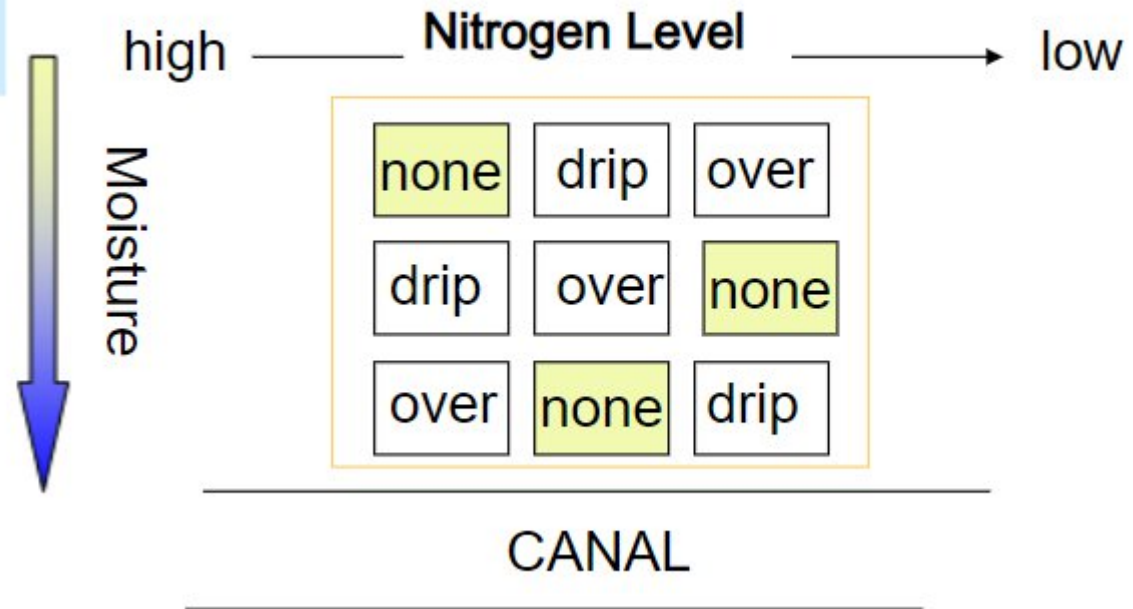 Nitrogen Level
high
low
Moisture
none drip over
drip over none
over none drip
CANAL